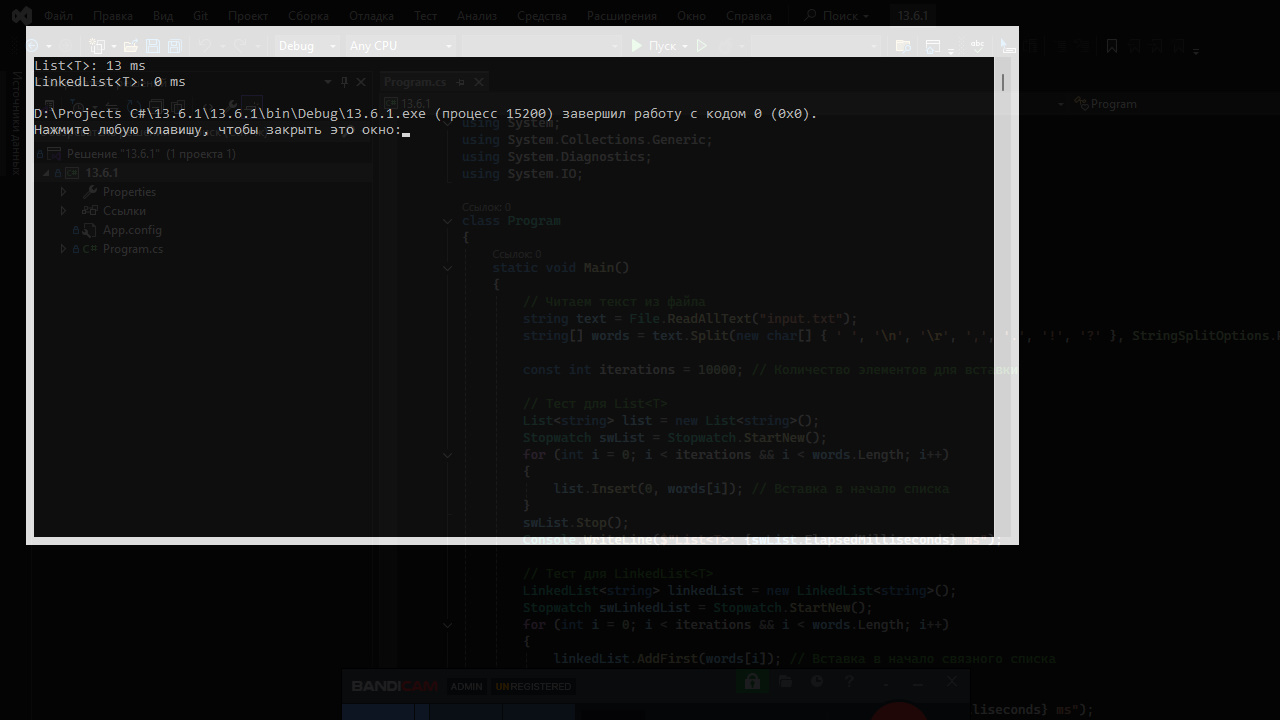 Файл Правка Вид Git Проект Сборка Отладка Тест Анализ Средства Расширения Окно Справка Поиск 13.6.1
Debug Any CPU Пуск
List<T>: 13 ms
LinkedList<T>: 0 ms
D:\Projects C#\13.6.1\13.6.1\bin\Debug\13.6.1.exe (процесс 15200) завершил работу с кодом 0 (0x0).
Нажмите любую клавишу, чтобы закрыть это окно:
Источники данных
Решение "13.6.1" (1 проекта 1)
13.6.1
Properties
Ссылки
App.config
Program.cs
Program.cs
13.6.1
Program
using System;
using System.Collections.Generic;
using System.Diagnostics;
using System.IO;
Ссылок: 0
class Program
{
Ссылок: 0
static void Main()
{
// Читаем текст из файла
string text = File.ReadAllText("input.txt");
string[] words = text.Split(new char[] { ' ', '\n', '\r', ',', '.', '!', '?' }, StringSplitOptions.
const int iterations = 10000; // Количество элементов для вставки
// Тест для List<T>
List<string> list = new List<string>();
Stopwatch swList = Stopwatch.StartNew();
for (int i = 0; i < iterations && i < words.Length; i++)
{
list.Insert(0, words[i]); // Вставка в начало списка
}
swList.Stop();
Console.WriteLine($"List<T>: {swList.ElapsedMilliseconds} ms");
// Тест для LinkedList<T>
LinkedList<string> linkedList = new LinkedList<string>();
Stopwatch swLinkedList = Stopwatch.StartNew();
for (int i = 0; i < iterations && i < words.Length; i++)
{
linkedList.AddFirst(words[i]); // Вставка в начало связного списка
BANDICAM ADMIN UNREGISTERED
liseconds} ms");